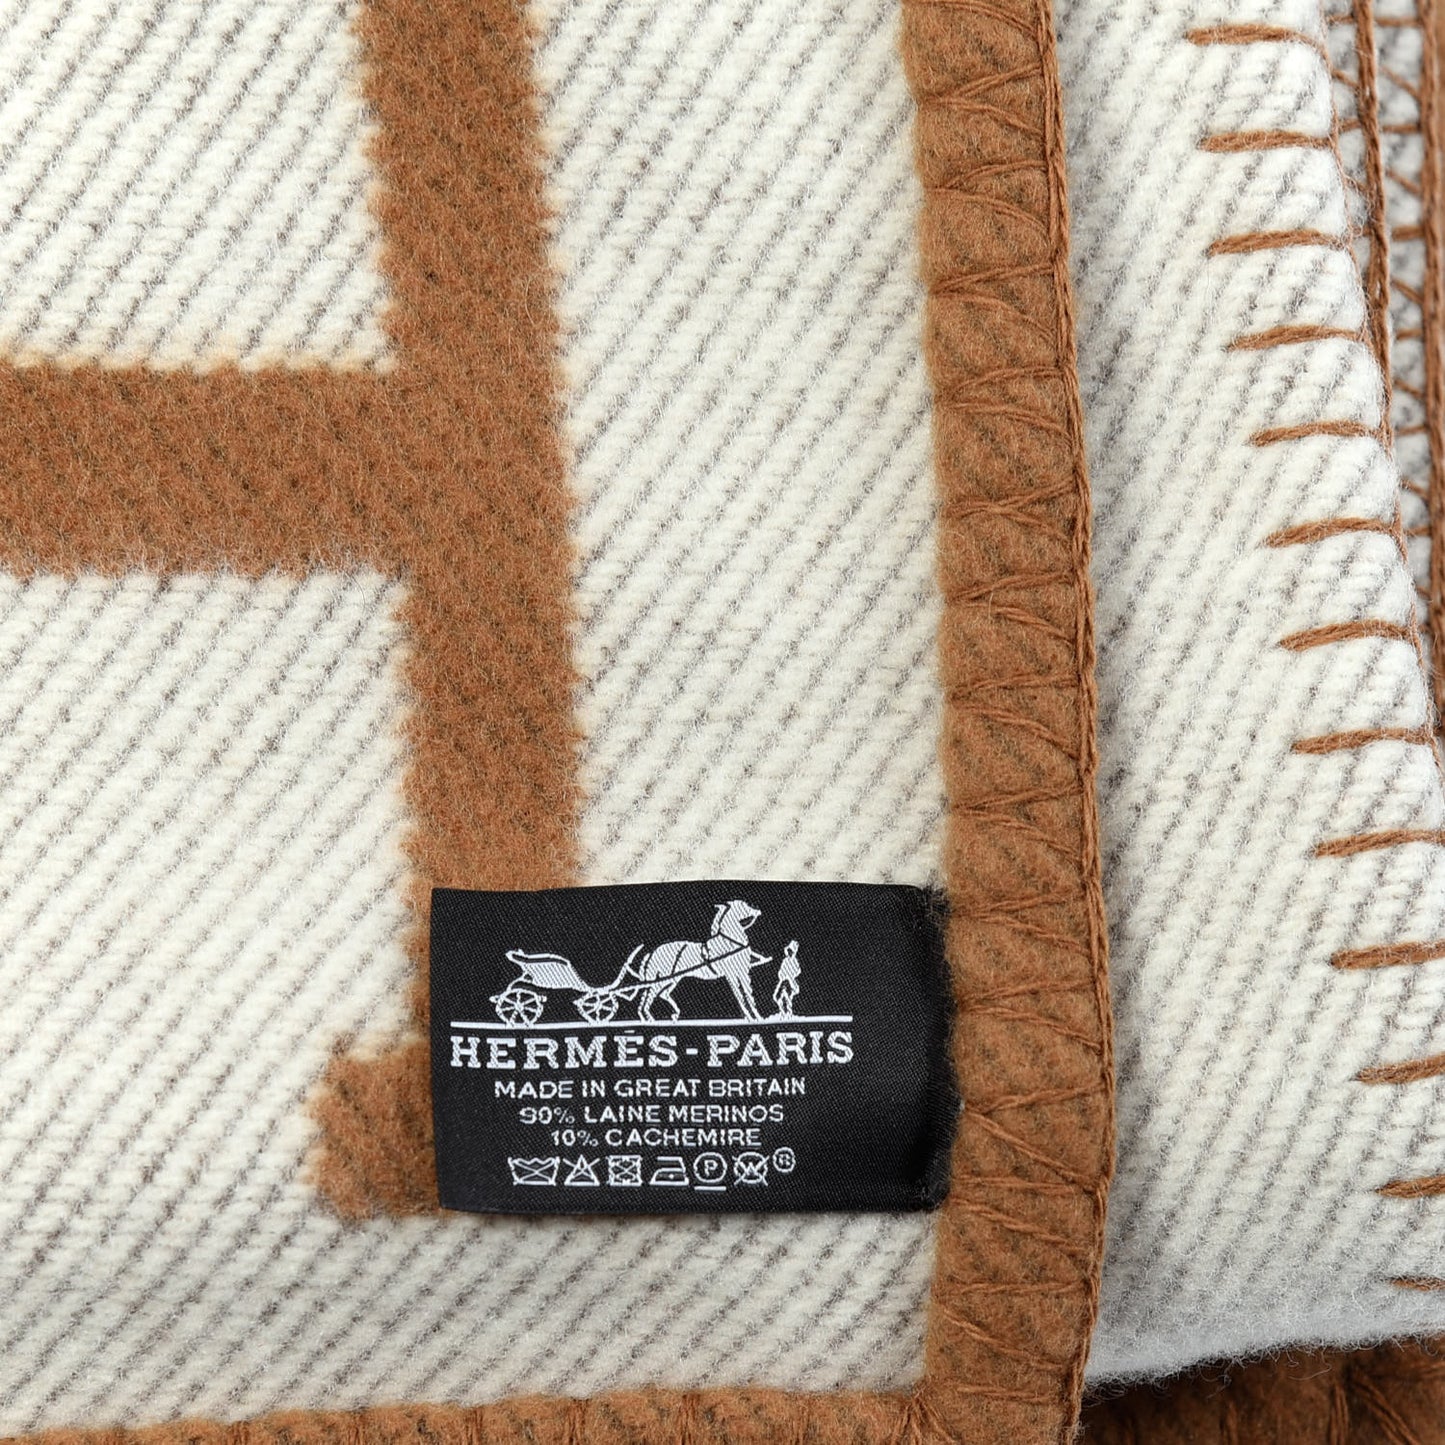 HERMÈS-PARIS
MADE IN GREAT BRITAIN
90% LAINE MERINOS
10% CACHEMIRE
P W ®